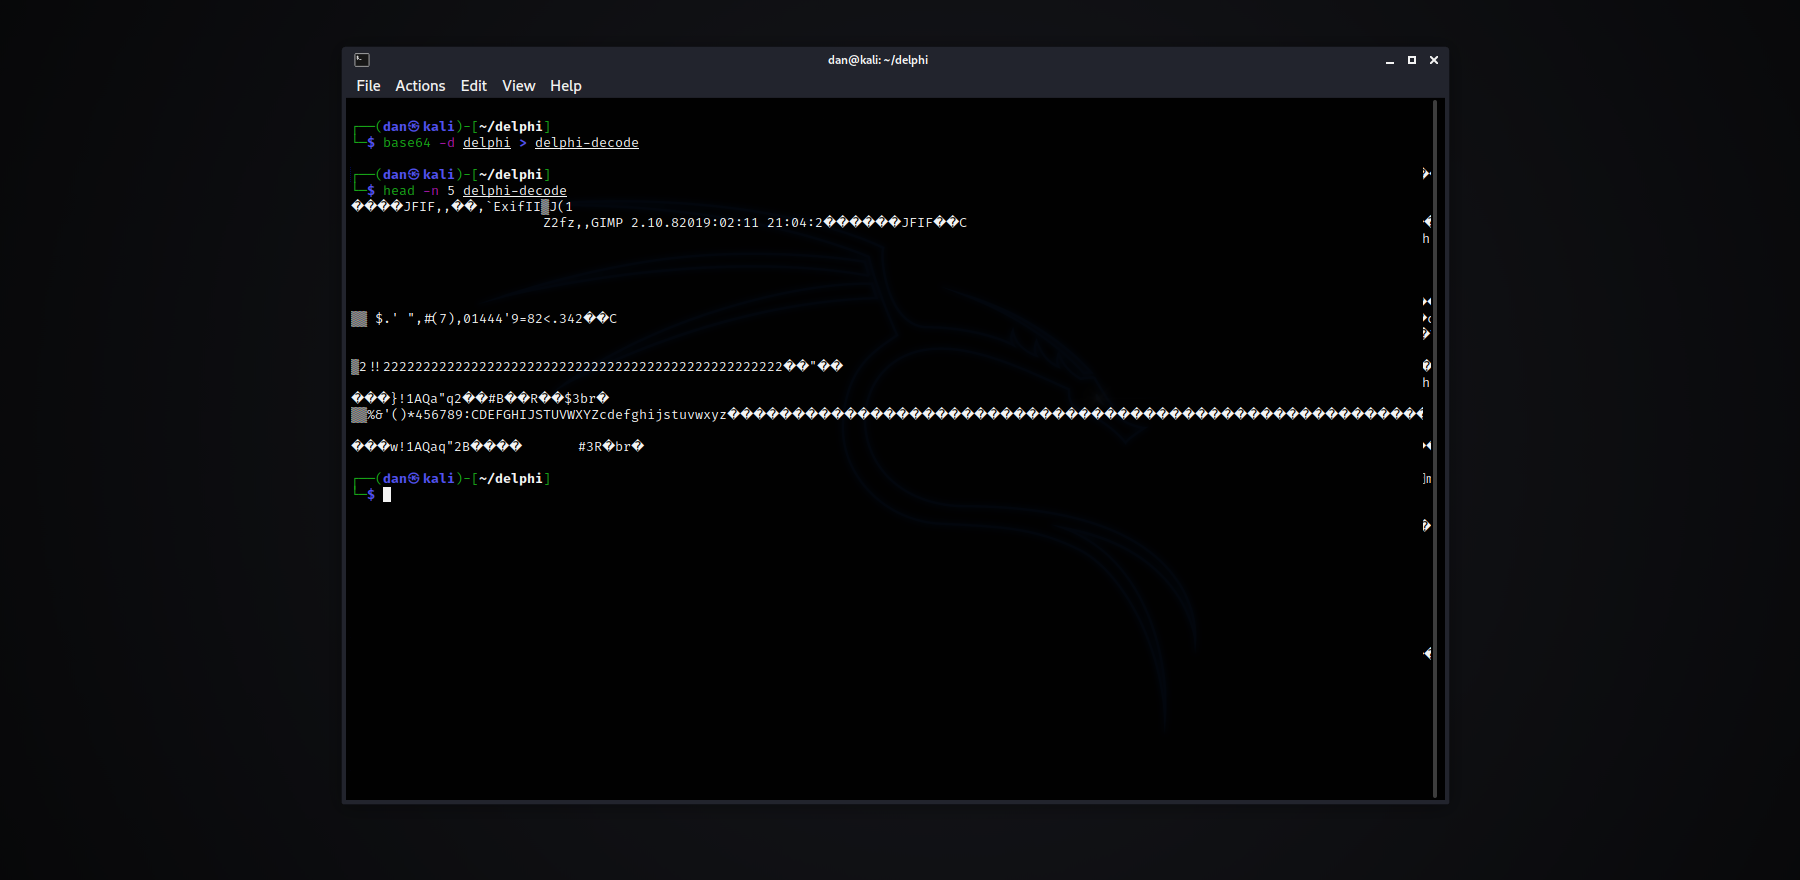 dan@kali: ~/delphi
File Actions Edit View Help
┌──(dan㉿kali)-[~/delphi]
└─$ base64 -d delphi > delphi-decode
┌──(dan㉿kali)-[~/delphi]
└─$ head -n 5 delphi-decode
����JFIF,,��,`ExifII▒J(1
Z2fz,,GIMP 2.10.82019:02:11 21:04:2������JFIF��C
▒▒ $.' ",#(7),01444'9=82<.342��C
▒2!!22222222222222222222222222222222222222222222222222��"��
���}!1AQa"q2��#B��R��$3br�
▒▒%&'()*456789:CDEFGHIJSTUVWXYZcdefghijstuvwxyz������������������������������������������������������
���w!1AQaq"2B���� #3R�br�
┌──(dan㉿kali)-[~/delphi]
└─$